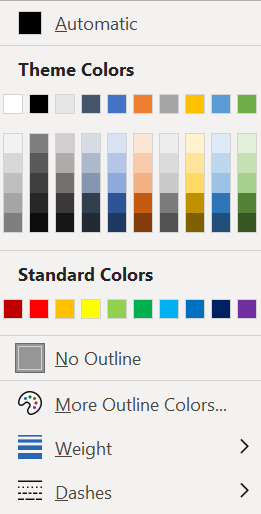 Automatic
Theme Colors
Standard Colors
No Outline
More Outline Colors...
Weight
Dashes